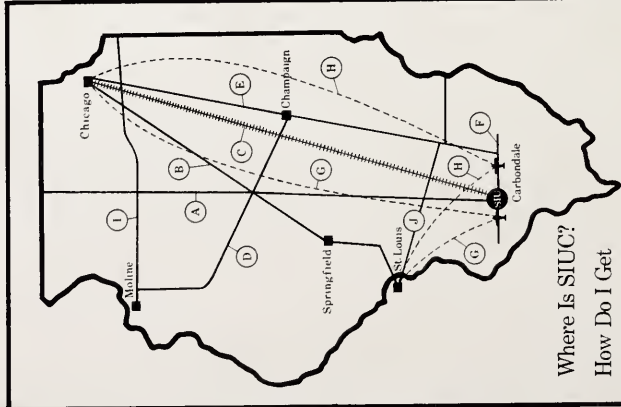 Chicago
H
E
Champaign
C
B
G
I
A
Moline
D
Springfield
H
F
J
St. Louis
SIU
Carbondale
G
Where Is SIUC?
How Do I Get